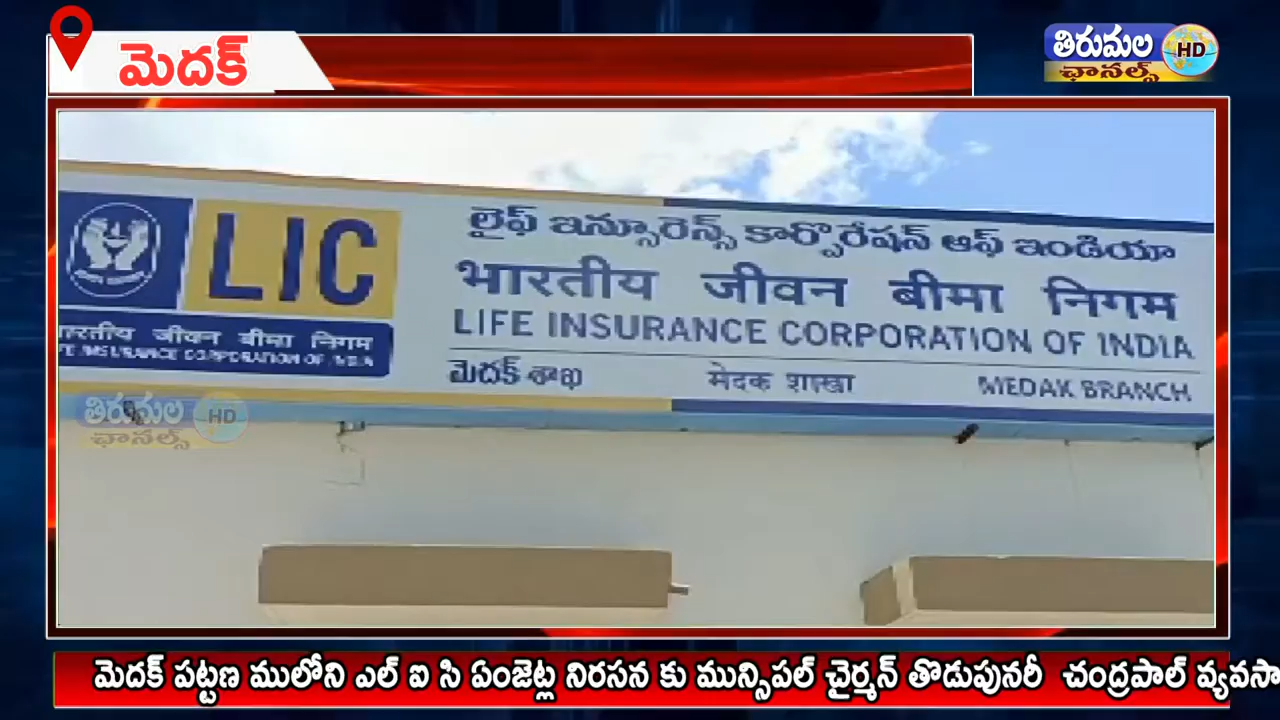 మెదక్
తిరుమల
HD
ఛానల్స్
LIC
भारतीय जीवन बीमा निगम
LIFE INSURANCE CORPORATION OF INDIA
లైఫ్ ఇన్సూరెన్స్ కార్పొరేషన్ ఆఫ్ ఇండియా
भारतीय जीवन बीमा निगम
LIFE INSURANCE CORPORATION OF INDIA
మెదక్ శాఖ मेदक शाखा MEDAK BRANCH
తిరుమల
HD
ఛానల్స్
మెదక్ పట్టణ ములోని ఎల్ ఐ సి ఏంజెట్ల నిరసన కు మున్సిపల్ చైర్మన్ తొడుపునరీ చంద్రపాల్ వ్యవసా